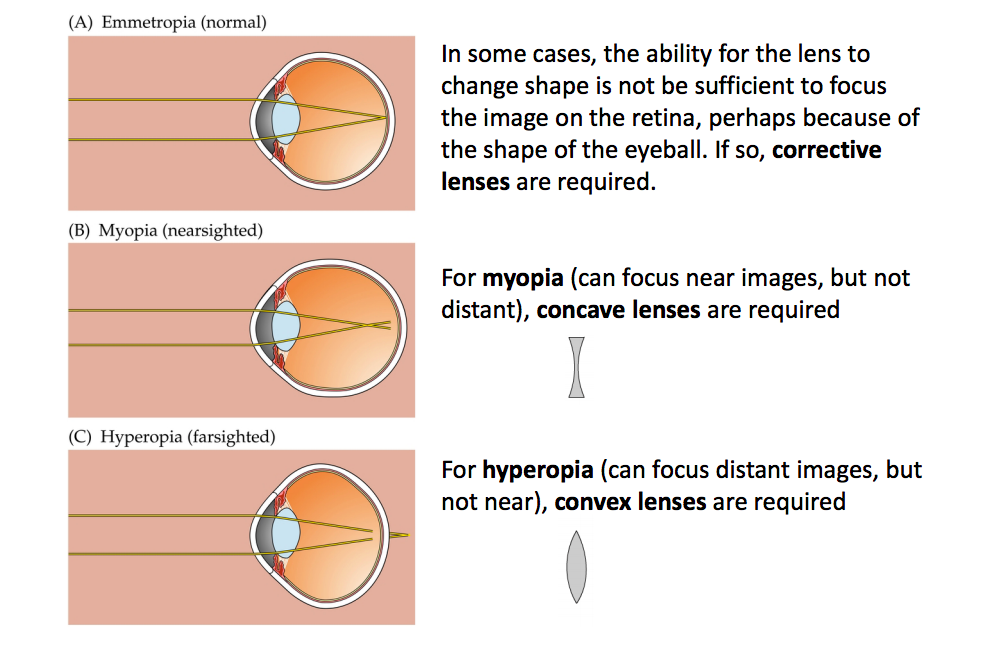 (A) Emmetropia (normal)
In some cases, the ability for the lens to
change shape is not be sufficient to focus
the image on the retina, perhaps because of
the shape of the eyeball. If so, corrective
lenses are required.
(B) Myopia (nearsighted)
For myopia (can focus near images, but not
distant), concave lenses are required
(C) Hyperopia (farsighted)
For hyperopia (can focus distant images, but
not near), convex lenses are required